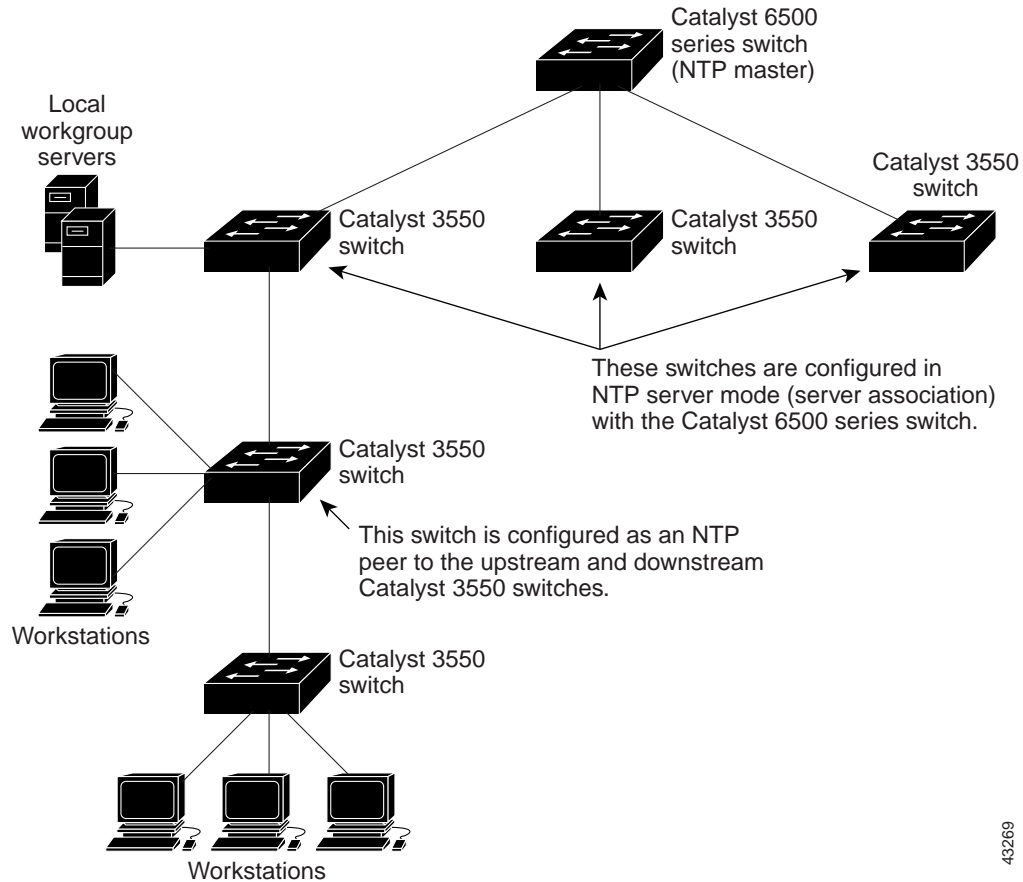 Catalyst 6500
series switch
(NTP master)
Local
workgroup
servers
Catalyst 3550
switch
Catalyst 3550
switch
Catalyst 3550
switch
These switches are configured in
NTP server mode (server association)
with the Catalyst 6500 series switch.
Catalyst 3550
switch
This switch is configured as an NTP
peer to the upstream and downstream
Catalyst 3550 switches.
Workstations
Catalyst 3550
switch
Workstations
43269